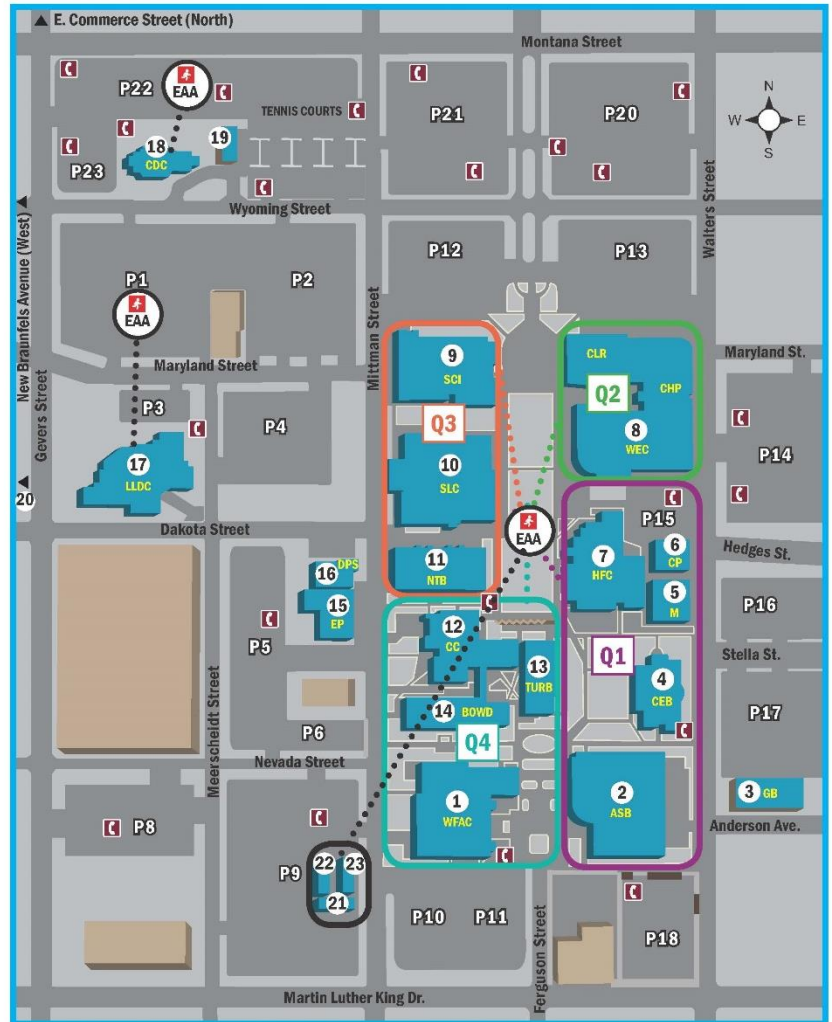 E. Commerce Street (North)
Montana Street
P22
EAA
TENNIS COURTS
P21
P20
N
W
E
S
18
CDC
19
P23
Wyoming Street
New Braunfels Avenue (West)
Gevers Street
Mittman Street
Walters Street
P12
P13
P1
EAA
P2
Maryland Street
Maryland St.
9
SCI
Q3
CLR
CHP
Q2
8
WEC
P3
P4
10
SLC
17
LLDC
P14
20
Dakota Street
EAA
P15
Hedges St.
16
DPS
15
EP
11
NTB
7
HFC
6
CP
5
M
P16
P5
12
CC
13
TURB
Q1
Stella St.
4
CEB
14
BOWD
Q4
P17
Meerscheidt Street
P6
Nevada Street
1
WFAC
2
ASB
3
GB
Anderson Ave.
P8
P9
22
23
21
P10
P11
Ferguson Street
P18
Martin Luther King Dr.